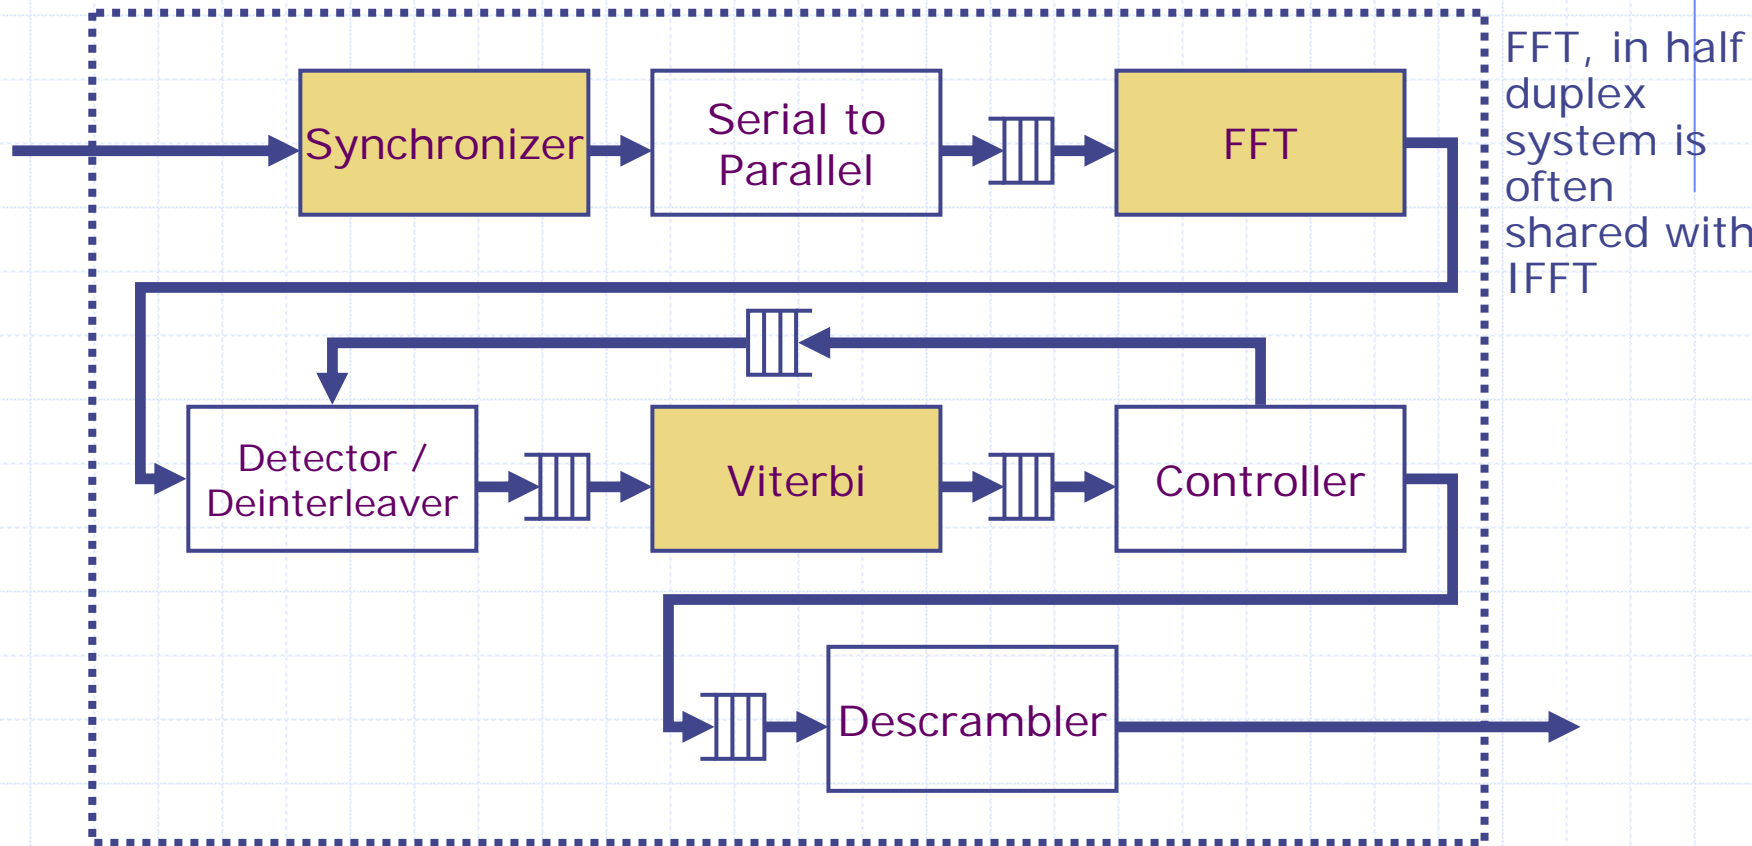 Synchronizer
Serial to
Parallel
FFT
FFT, in half
duplex
system is
often
shared with
IFFT
Detector /
Deinterleaver
Viterbi
Controller
Descrambler